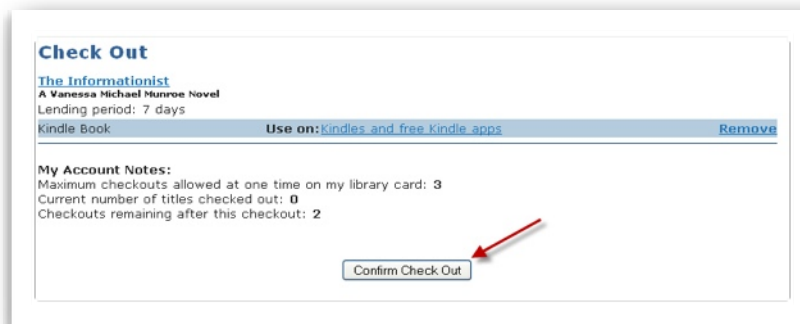 Check Out
The Informationist
A Vanessa Michael Munroe Novel
Lending period: 7 days
Kindle Book Use on: Kindles and free Kindle apps Remove
My Account Notes:
Maximum checkouts allowed at one time on my library card: 3
Current number of titles checked out: 0
Checkouts remaining after this checkout: 2
Confirm Check Out